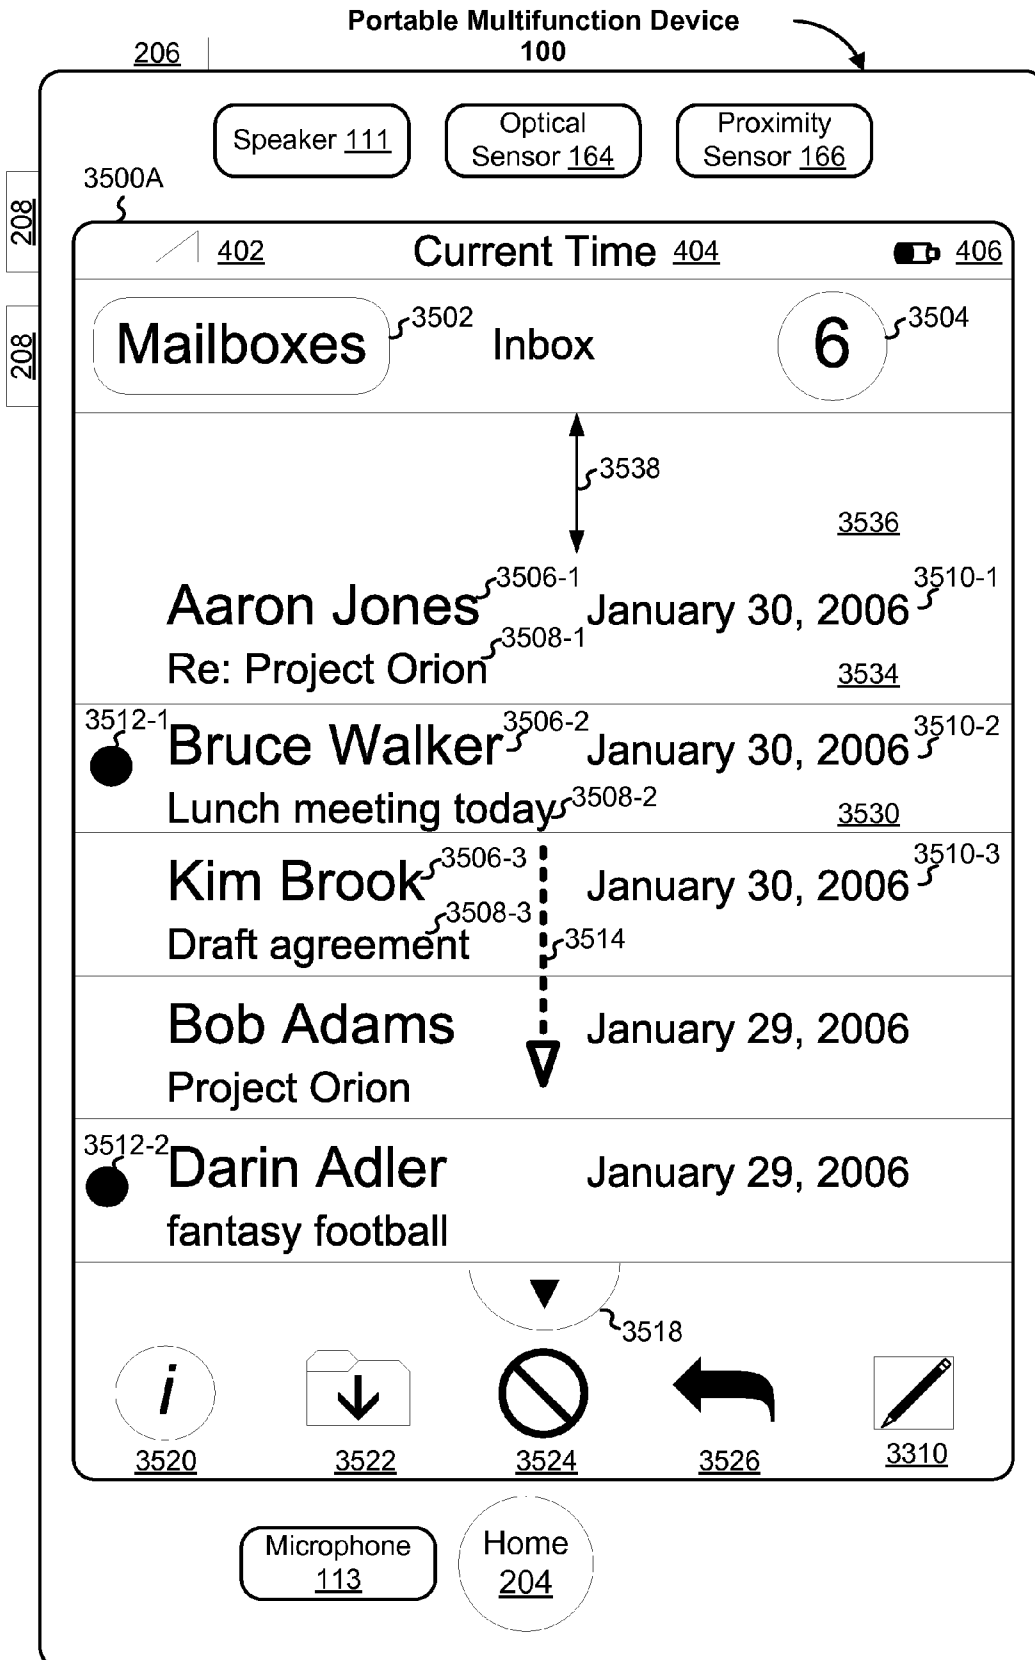 Portable Multifunction Device
100
206
Speaker 111
Optical
Sensor 164
Proximity
Sensor 166
3500A
208
402
Current Time 404
406
208
Mailboxes
3502
Inbox
6
3504
3538
3536
Aaron Jones
3506-1
January 30, 2006
3510-1
Re: Project Orion
3508-1
3534
3512-1
Bruce Walker
3506-2
January 30, 2006
3510-2
Lunch meeting today
3508-2
3530
Kim Brook
3506-3
January 30, 2006
3510-3
Draft agreement
3508-3
3514
Bob Adams
January 29, 2006
Project Orion
3512-2
Darin Adler
January 29, 2006
fantasy football
3518
i
3520
3522
3524
3526
3310
Microphone
113
Home
204